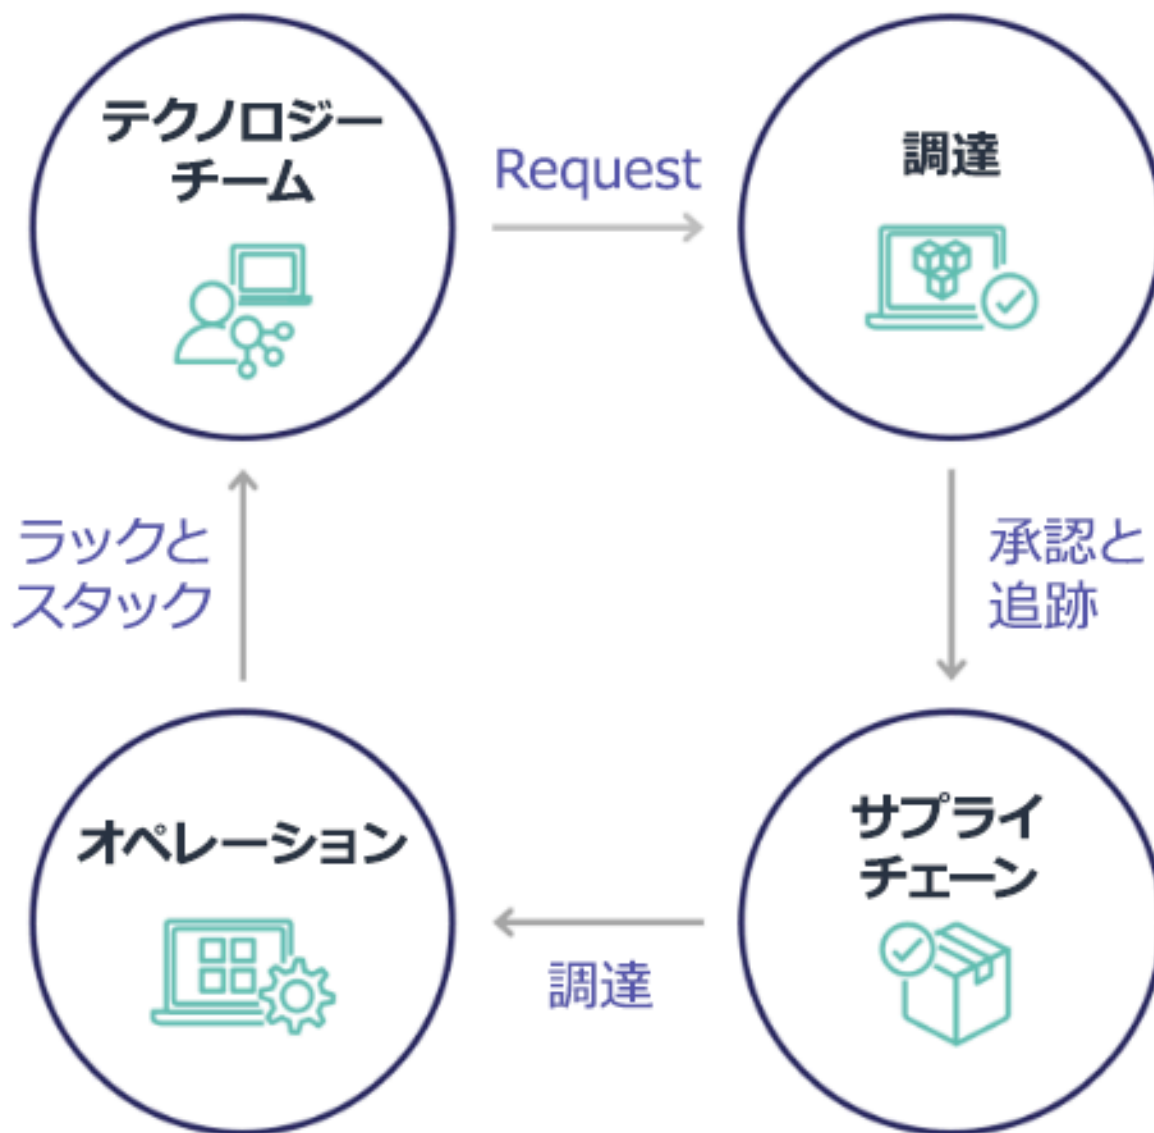 テクノロジー
チーム
Request
調達
ラックと
スタック
承認と
追跡
オペレーション
調達
サプライ
チェーン